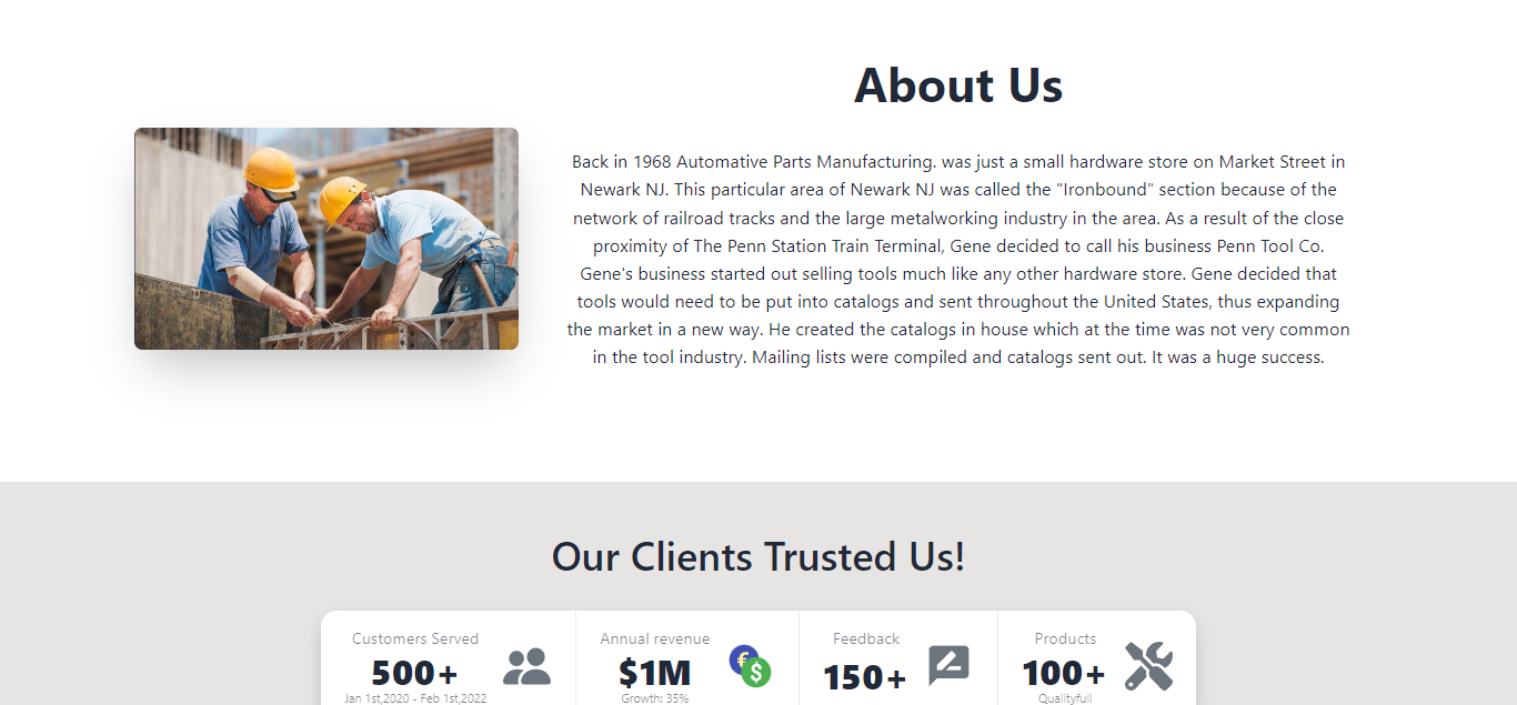 About Us
Back in 1968 Automative Parts Manufacturing. was just a small hardware store on Market Street in
Newark NJ. This particular area of Newark NJ was called the "Ironbound" section because of the
network of railroad tracks and the large metalworking industry in the area. As a result of the close
proximity of The Penn Station Train Terminal, Gene decided to call his business Penn Tool Co.
Gene's business started out selling tools much like any other hardware store. Gene decided that
tools would need to be put into catalogs and sent throughout the United States, thus expanding
the market in a new way. He created the catalogs in house which at the time was not very common
in the tool industry. Mailing lists were compiled and catalogs sent out. It was a huge success.
Our Clients Trusted Us!
Customers Served
500+
Jan 1st,2020 - Feb 1st,2022
Annual revenue
$1M
Growth: 35%
€
$
Feedback
150+
Products
100+
Qualityfull